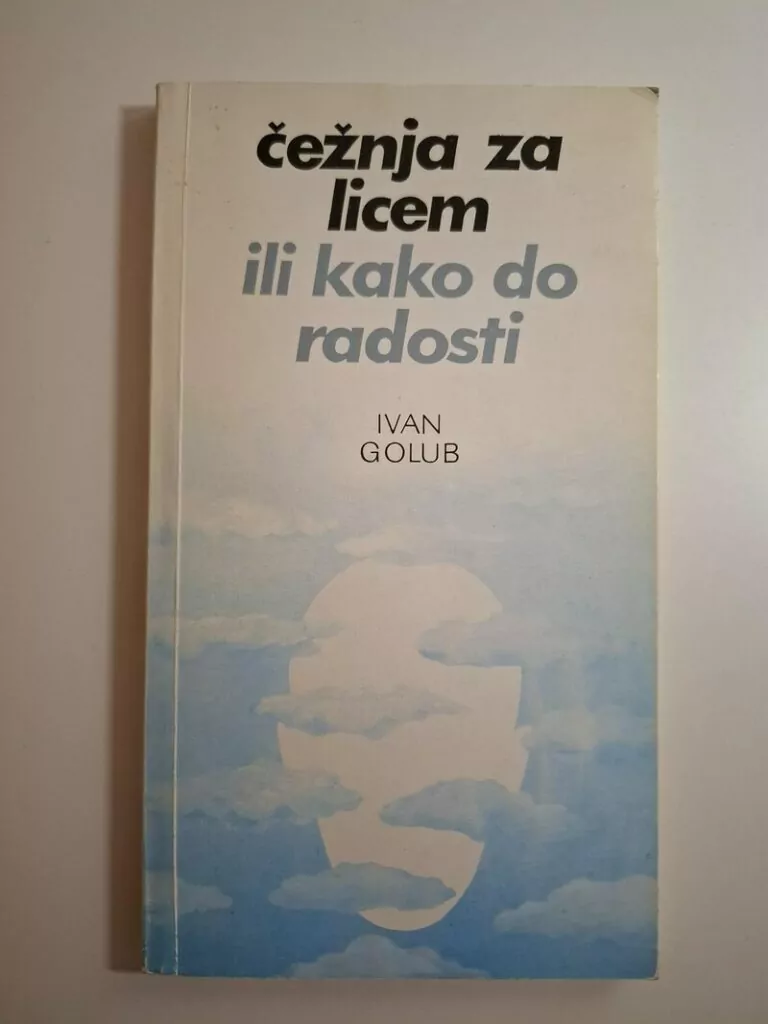 čežnja za
licem
ili kako do
radosti
IVAN
GOLUB